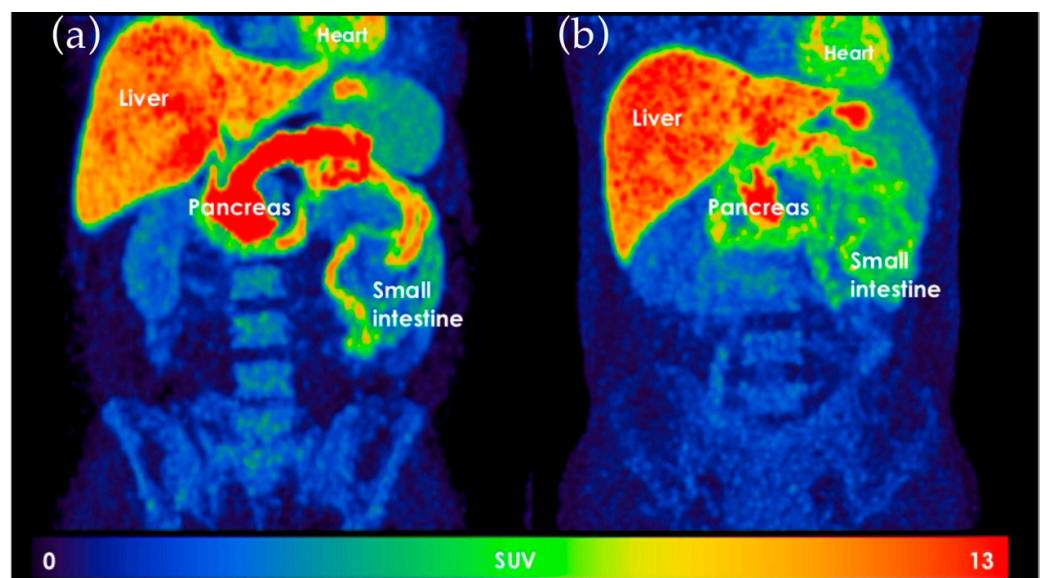 (a)
Heart
Liver
Pancreas
Small
intestine
(b)
Heart
Liver
Pancreas
Small
intestine
0
SUV
13